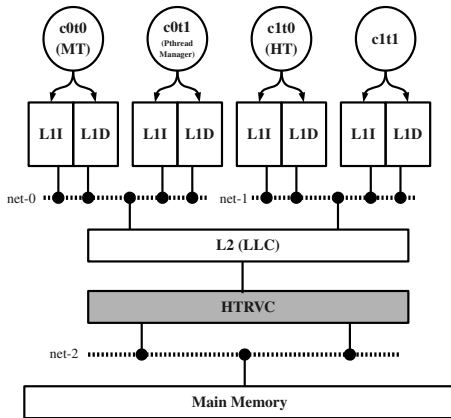 c0t0
(MT)
c0t1
(Pthread
Manager)
c1t0
(HT)
c1t1
L1I
L1D
L1I
L1D
L1I
L1D
L1I
L1D
net-0
net-1
L2 (LLC)
HTRVC
net-2
Main Memory